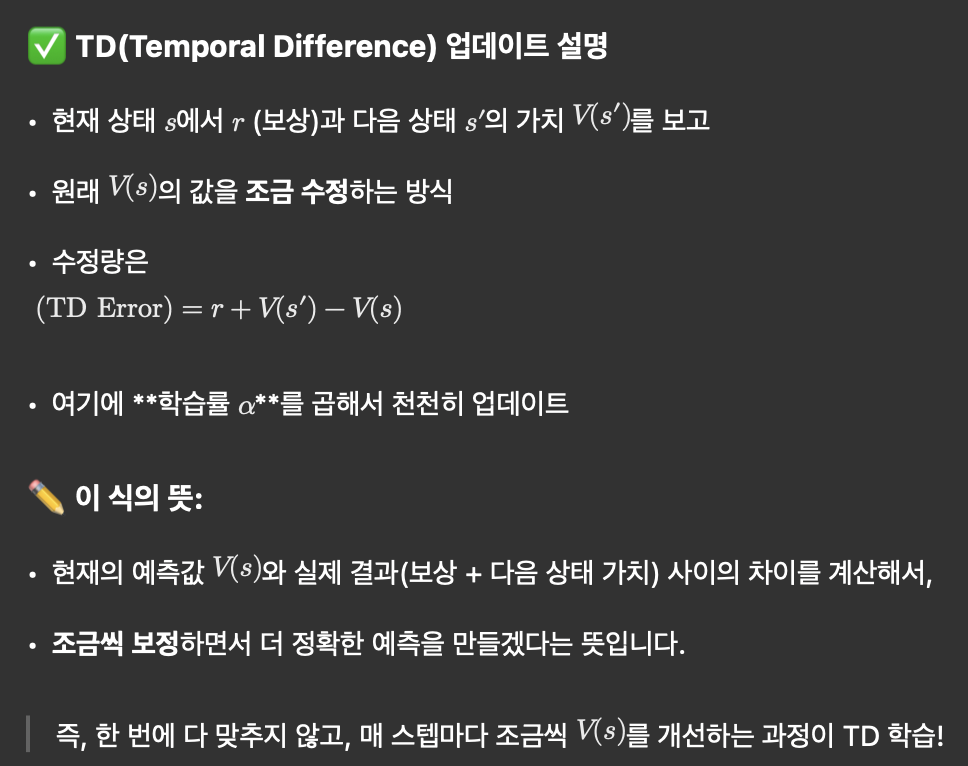 ✅ TD(Temporal Difference) 업데이트 설명
• 현재 상태 s에서 r (보상)과 다음 상태 s′의 가치 V(s′)를 보고
• 원래 V(s)의 값을 조금 수정하는 방식
• 수정량은
(TD Error) = r + V(s′) − V(s)
• 여기에 **학습률 α**를 곱해서 천천히 업데이트
✏️ 이 식의 뜻:
• 현재의 예측값 V(s)와 실제 결과(보상 + 다음 상태 가치) 사이의 차이를 계산해서,
• 조금씩 보정하면서 더 정확한 예측을 만들겠다는 뜻입니다.
즉, 한 번에 다 맞추지 않고, 매 스텝마다 조금씩 V(s)를 개선하는 과정이 TD 학습!